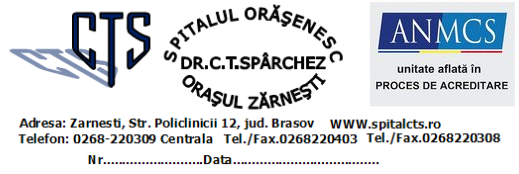 CTS
SPITALUL ORĂŞENESC
DR.C.T.SPÂRCHEZ
ORAŞUL ZĂRNEŞTI
ANMCS
unitate aflată în
PROCES DE ACREDITARE
Adresa: Zarnesti, Str. Policlinicii 12, jud. Brasov WWW.spitalcts.ro
Telefon: 0268-220309 Centrala Tel./Fax.0268220403 Tel./Fax.0268220308
Nr..........................Data......................................